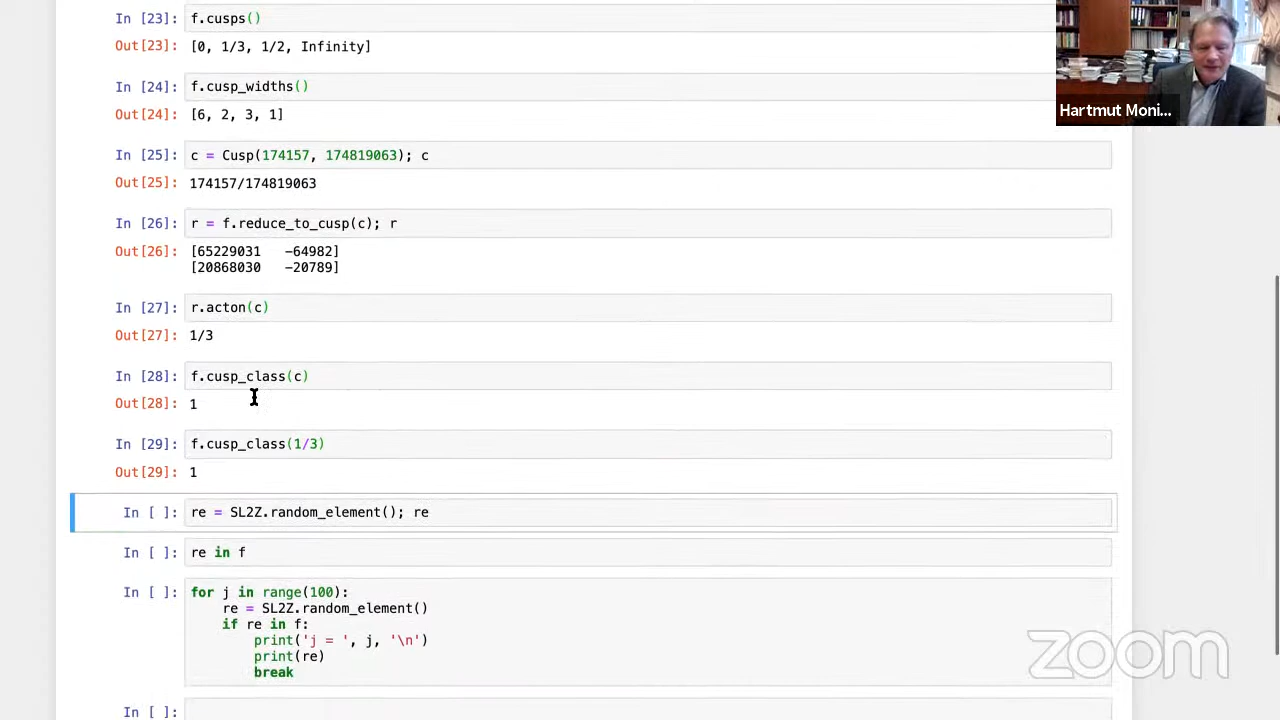 In [23]: f.cusps()
Out[23]: [0, 1/3, 1/2, Infinity]
In [24]: f.cusp_widths()
Out[24]: [6, 2, 3, 1]
In [25]: c = Cusp(174157, 174819063); c
Out[25]: 174157/174819063
In [26]: r = f.reduce_to_cusp(c); r
Out[26]: [65229031   -64982]
[20868030   -20789]
In [27]: r.acton(c)
Out[27]: 1/3
In [28]: f.cusp_class(c)
Out[28]: 1
In [29]: f.cusp_class(1/3)
Out[29]: 1
In [ ]: re = SL2Z.random_element(); re
In [ ]: re in f
In [ ]: for j in range(100):
re = SL2Z.random_element()
if re in f:
print('j = ', j, '\n')
print(re)
break
In [ ]:
Hartmut Moni...
zoom